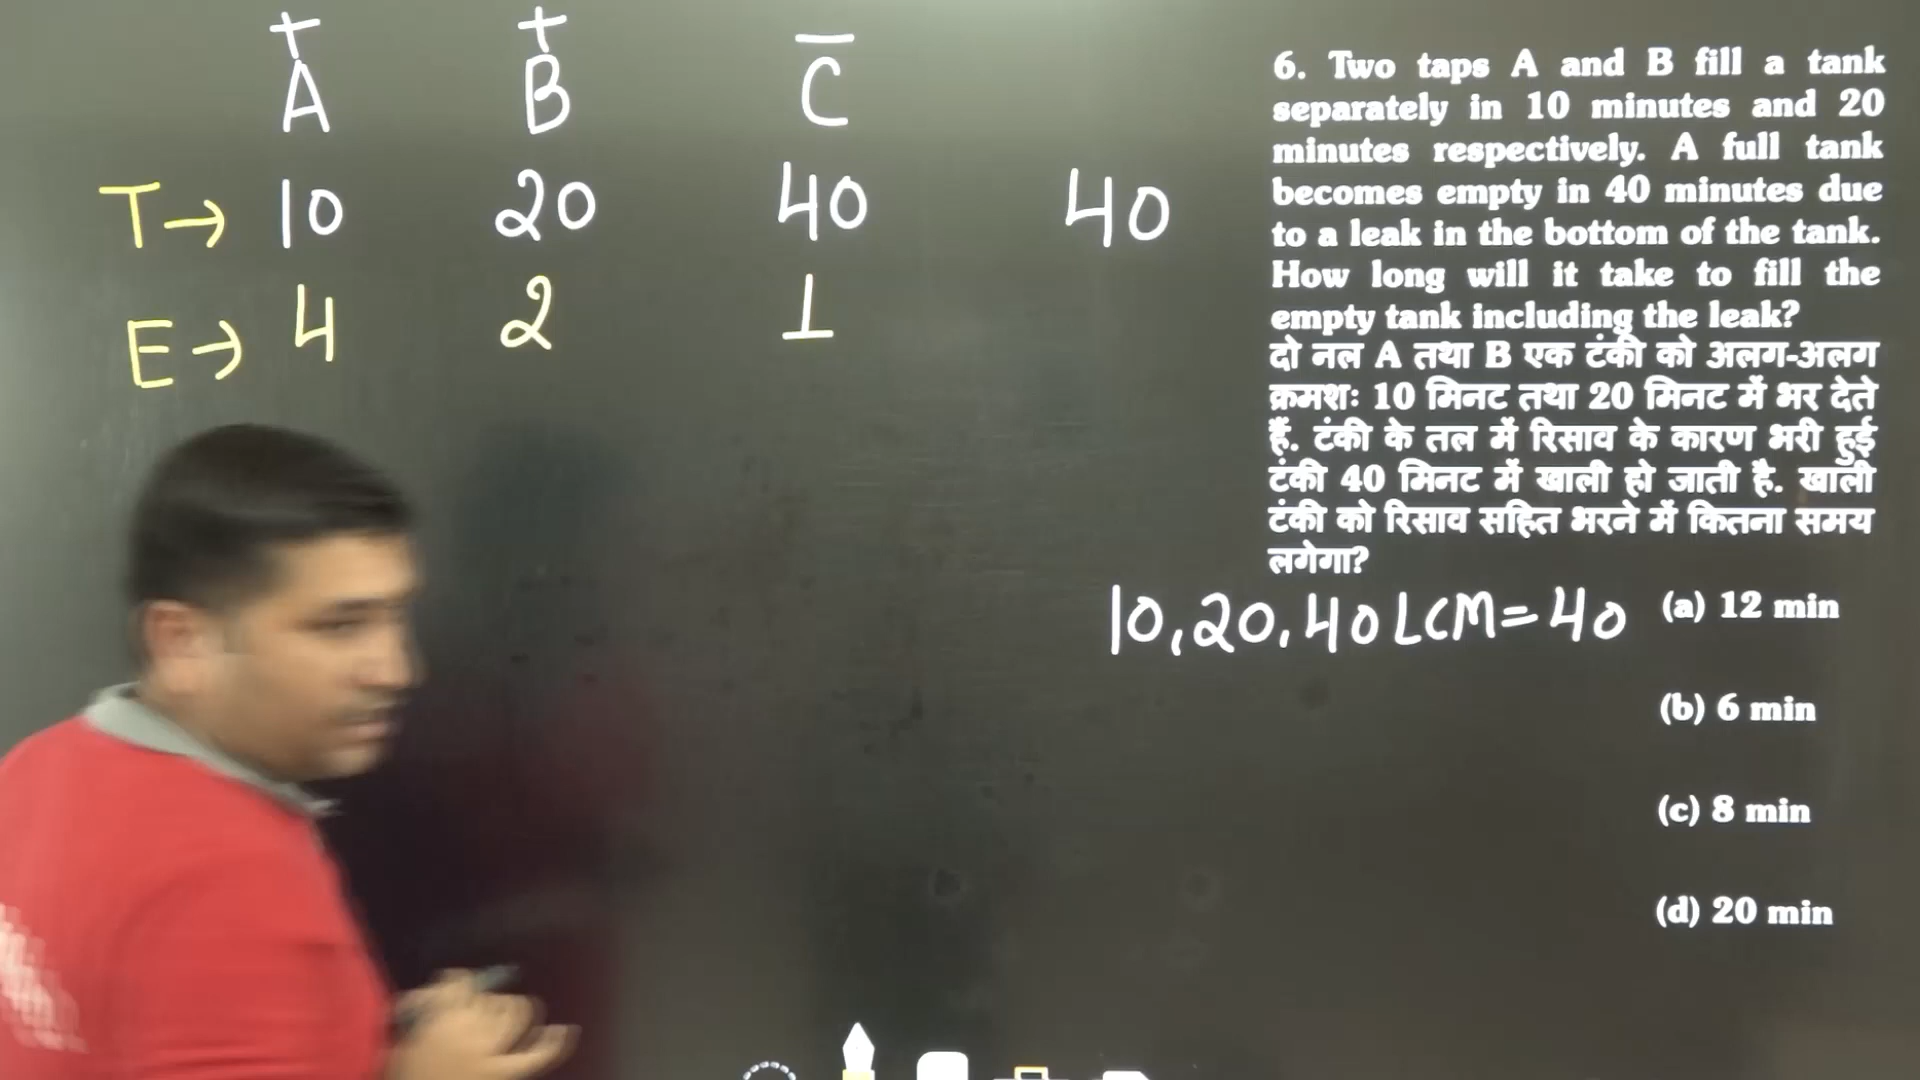 + + −
A B C
T→ 10 20 40 40
E→ 4 2 1
6. Two taps A and B fill a tank
separately in 10 minutes and 20
minutes respectively. A full tank
becomes empty in 40 minutes due
to a leak in the bottom of the tank.
How long will it take to fill the
empty tank including the leak?
दो नल A तथा B एक टंकी को अलग-अलग
क्रमशः 10 मिनट तथा 20 मिनट में भर देते
हैं. टंकी के तल में रिसाव के कारण भरी हुई
टंकी 40 मिनट में खाली हो जाती है. खाली
टंकी को रिसाव सहित भरने में कितना समय
लगेगा?
10,20,40 LCM=40
(a) 12 min
(b) 6 min
(c) 8 min
(d) 20 min